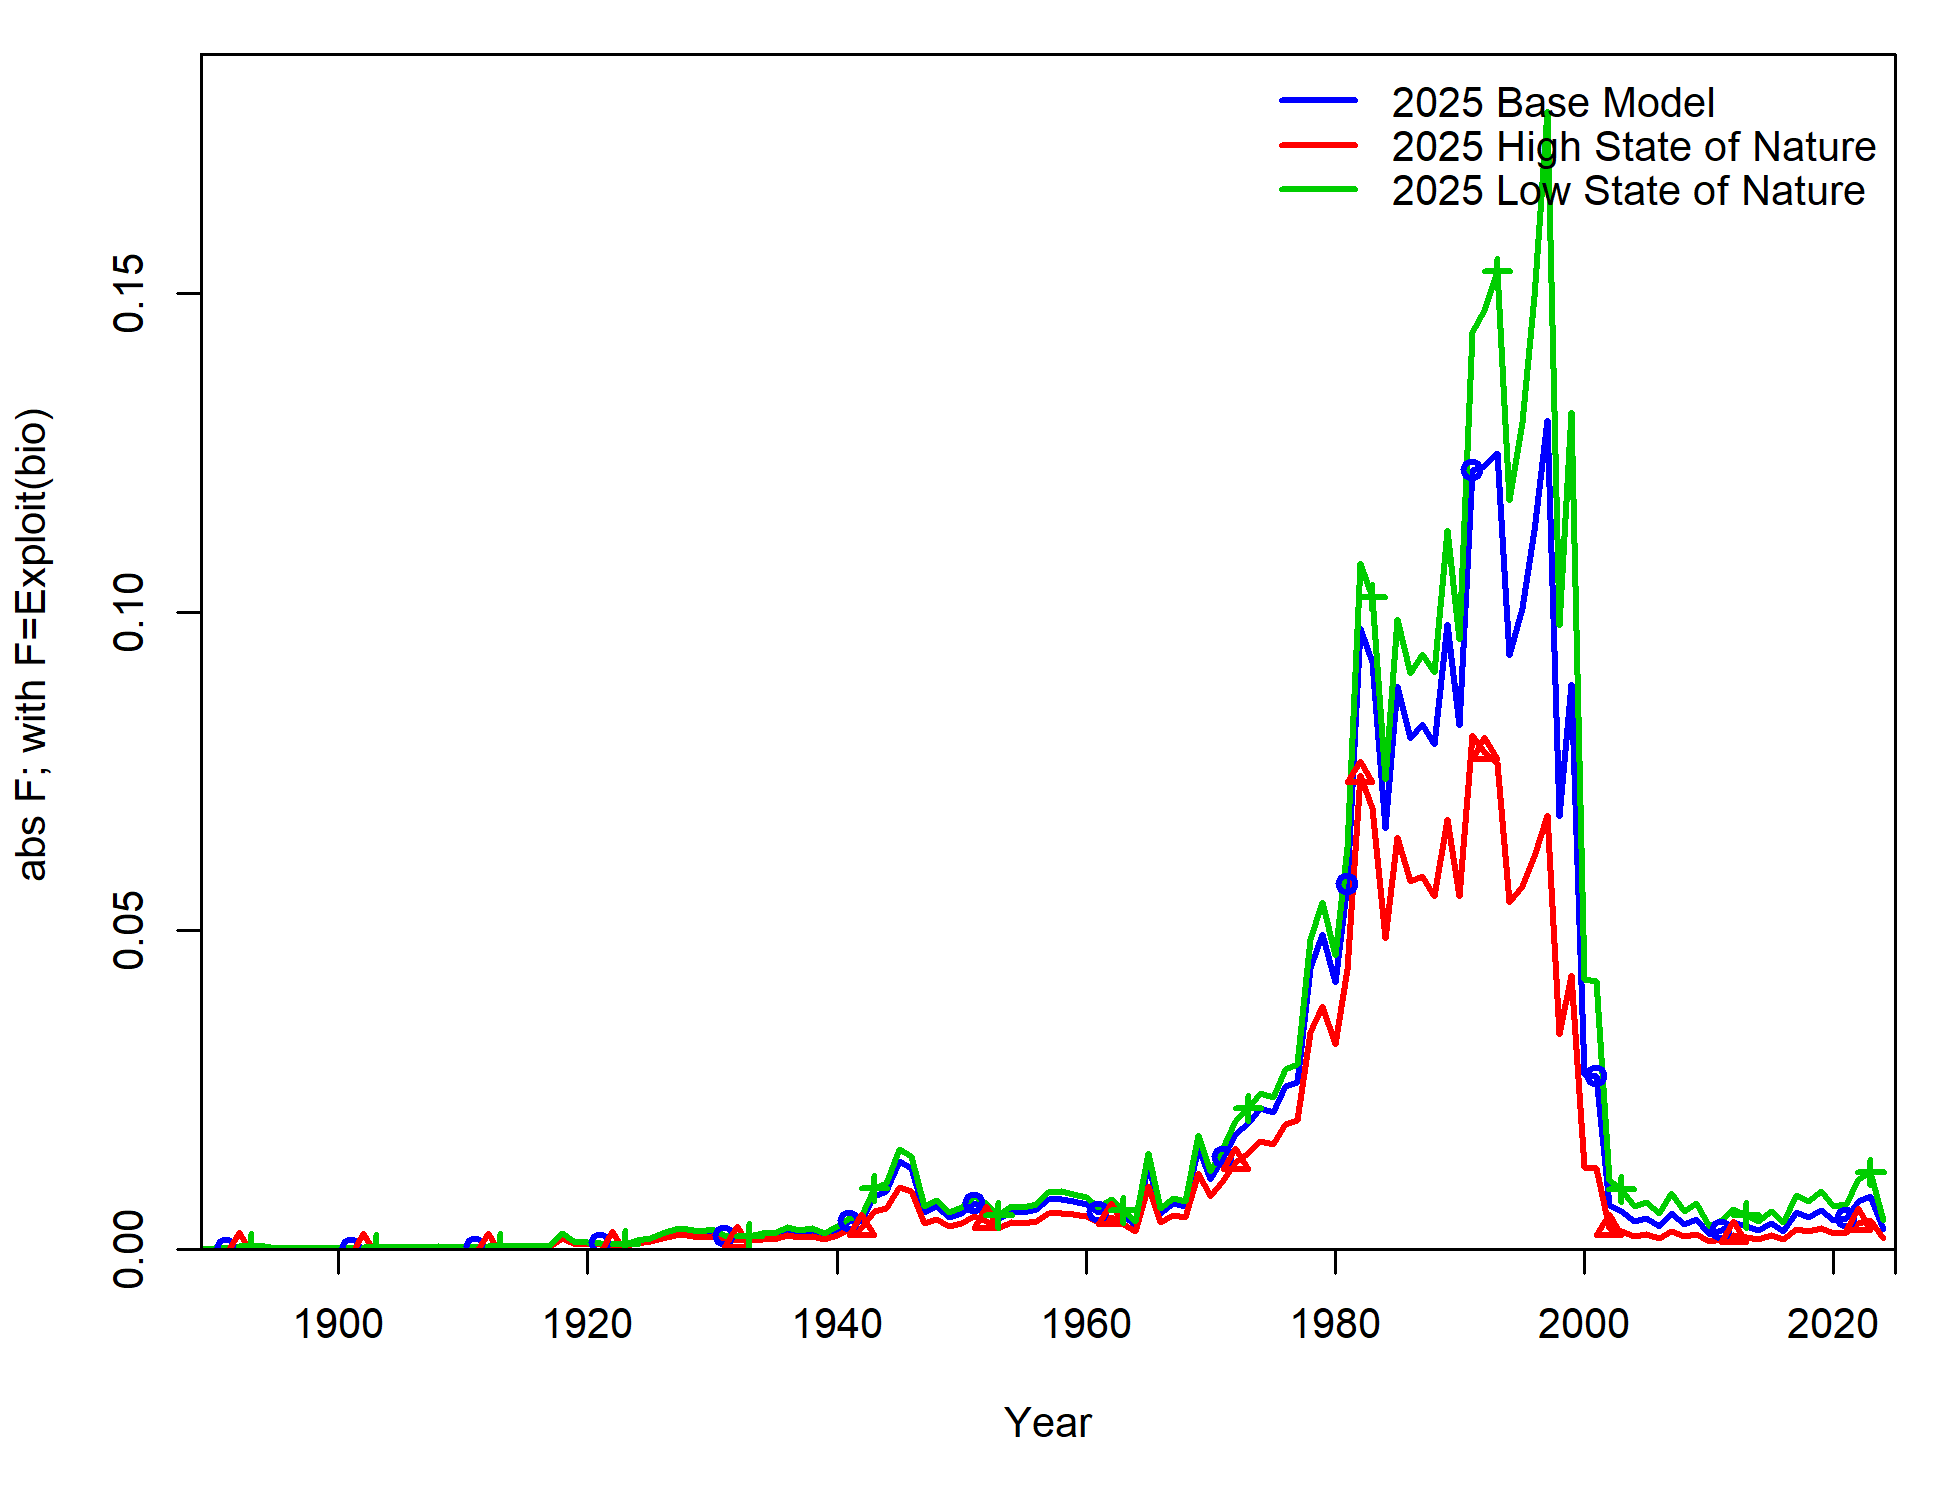 2025 Base Model
2025 High State of Nature
2025 Low State of Nature
abs F; with F=Exploit(bio)
0.15
0.10
0.05
0.00
1900 1920 1940 1960 1980 2000 2020
Year